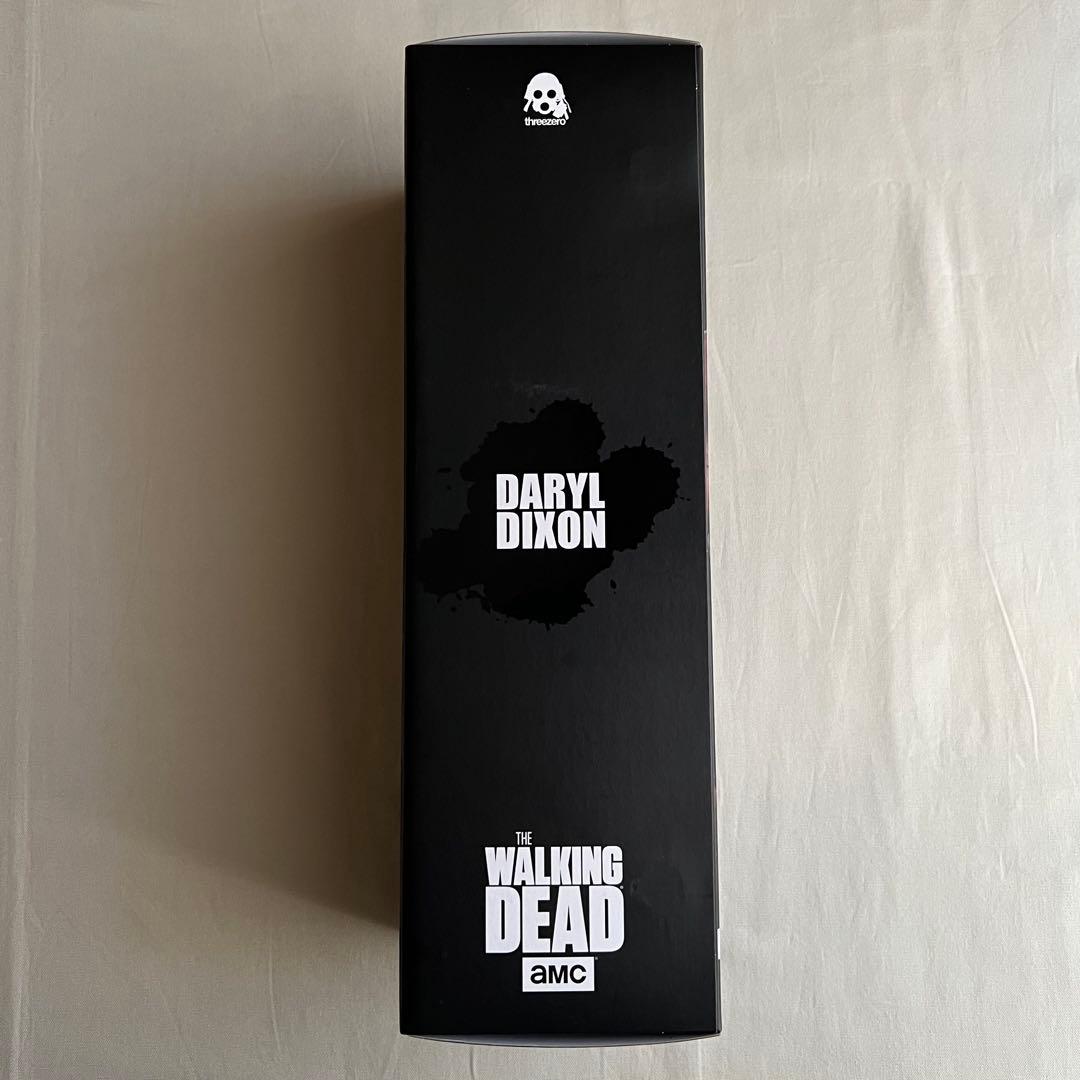 threezero
DARYL
DIXON
THE
WALKING
DEAD
aMC